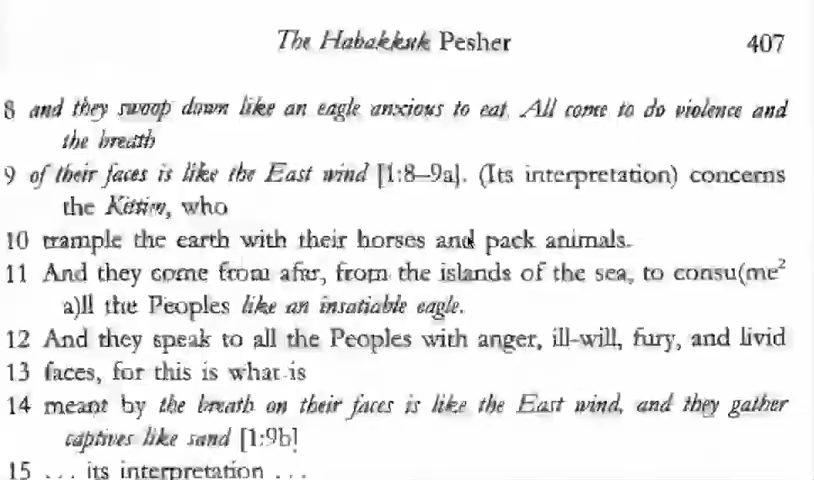 The Habakkuk Pesher 407
8 and they swoop down like an eagle anxious to eat. All come to do violence and
the breath
9 of their faces is like the East wind [1:8–9a]. (Its interpretation) concerns
the Kittim, who
10 trample the earth with their horses and pack animals.
11 And they come from afar, from the islands of the sea, to consu(me²
a)ll the Peoples like an insatiable eagle.
12 And they speak to all the Peoples with anger, ill-will, fury, and livid
13 faces, for this is what is
14 meant by the breath on their faces is like the East wind, and they gather
captives like sand [1:9b]
15 ... its interpretation ...